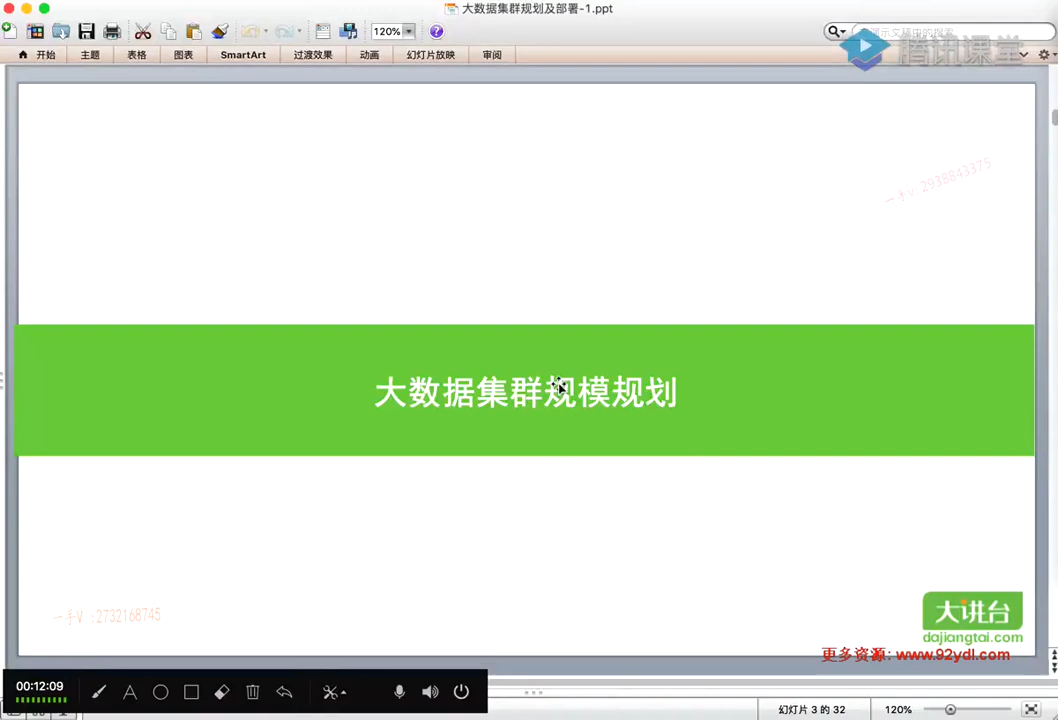 大数据集群规划及部署-1.ppt
120%
腾讯课堂
开始 主题 表格 图表 SmartArt 过渡效果 动画 幻灯片放映 审阅
一手v:2938843375
大数据集群规模规划
一手V :2732168745
大讲台
dajiangtai.com
更多资源: www.92ydl.com
00:12:09
幻灯片 3 的 32 120%